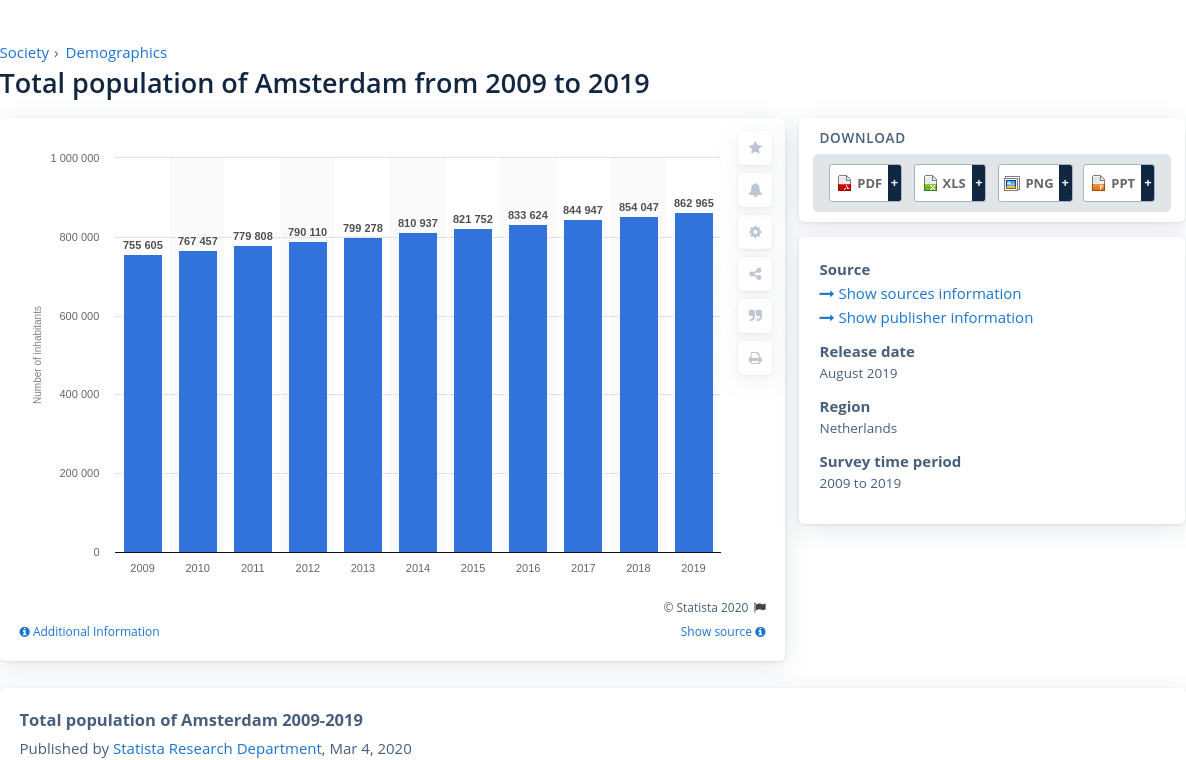 Society › Demographics
Total population of Amsterdam from 2009 to 2019
1 000 000
800 000
600 000
400 000
200 000
0
Number of inhabitants
755 605 767 457 779 808 790 110 799 278 810 937 821 752 833 624 844 947 854 047 862 965
2009 2010 2011 2012 2013 2014 2015 2016 2017 2018 2019
© Statista 2020
Additional Information
Show source
DOWNLOAD
PDF + XLS + PNG + PPT +
Source
Show sources information
Show publisher information
Release date
August 2019
Region
Netherlands
Survey time period
2009 to 2019
Total population of Amsterdam 2009-2019
Published by Statista Research Department, Mar 4, 2020